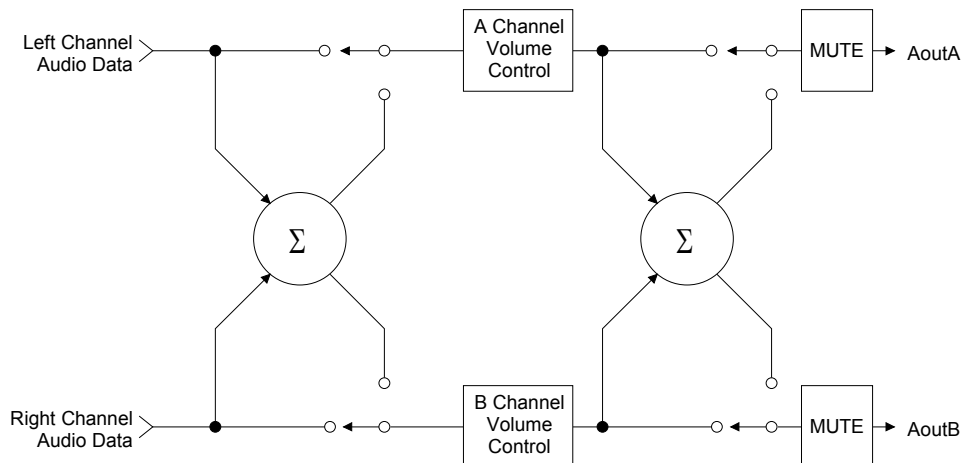 Left Channel
Audio Data
A Channel
Volume
Control
MUTE
AoutA
Σ
Σ
Right Channel
Audio Data
B Channel
Volume
Control
MUTE
AoutB